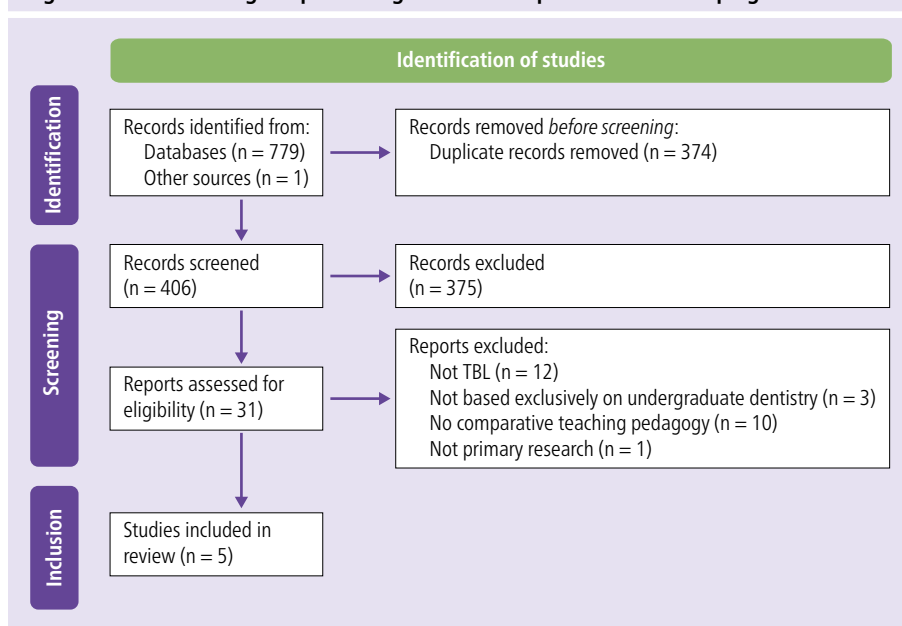 Identification of studies
Identification
Records identified from:
Databases (n = 779)
Other sources (n = 1)
Records removed before screening:
Duplicate records removed (n = 374)
Screening
Records screened
(n = 406)
Records excluded
(n = 375)
Reports assessed for
eligibility (n = 31)
Reports excluded:
Not TBL (n = 12)
Not based exclusively on undergraduate dentistry (n = 3)
No comparative teaching pedagogy (n = 10)
Not primary research (n = 1)
Inclusion
Studies included in
review (n = 5)